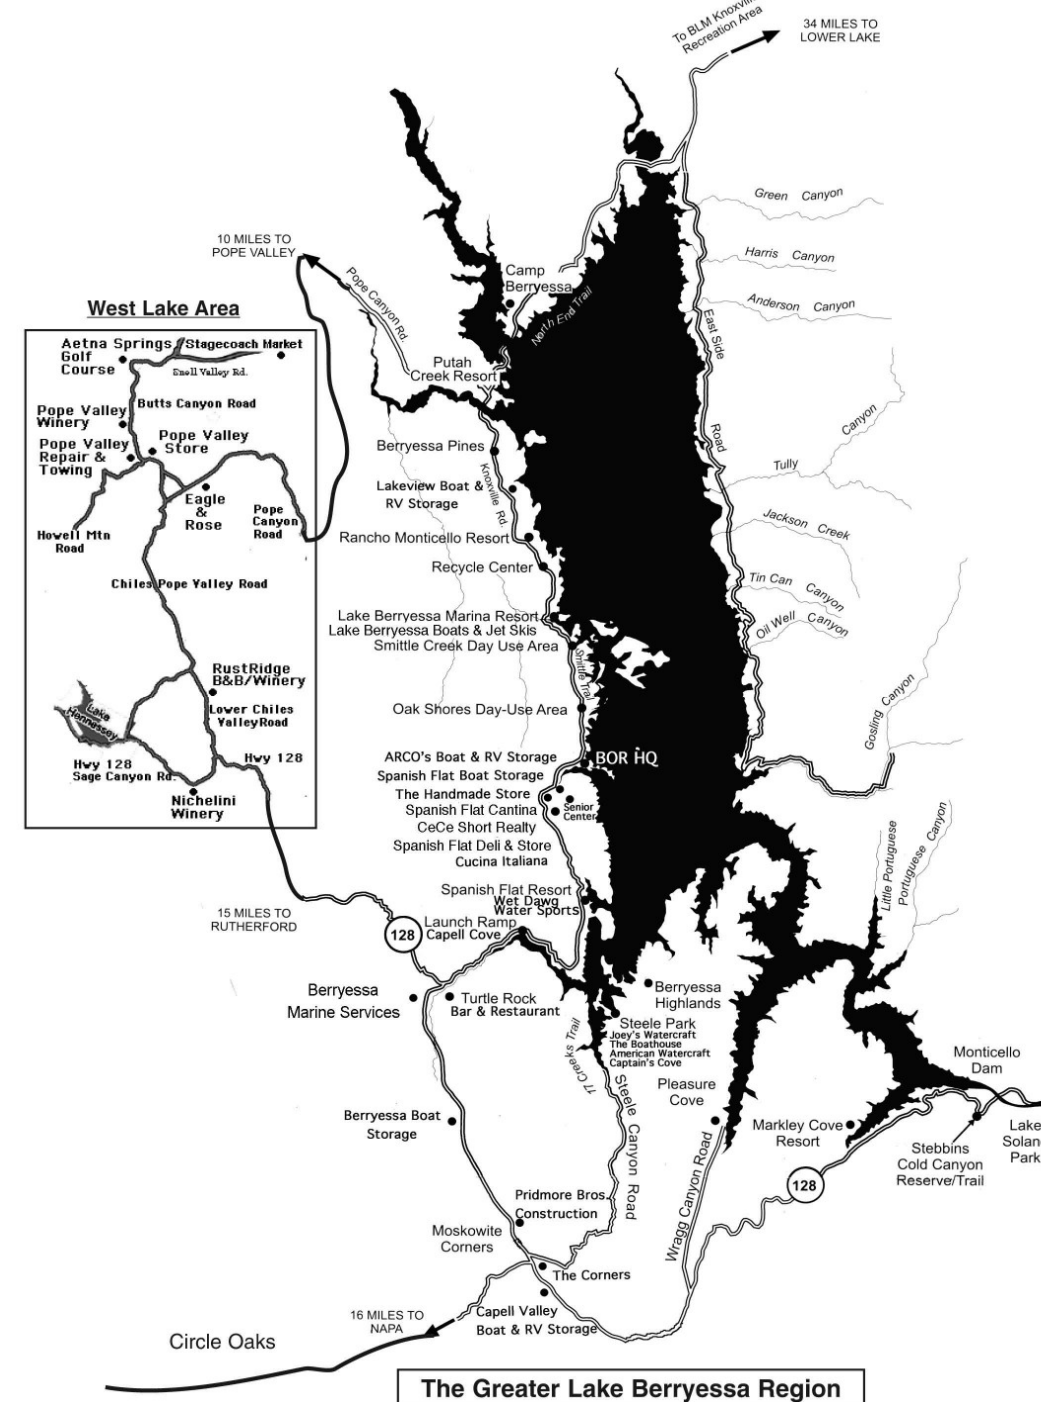 To BLM Knoxville
Recreation Area
34 MILES TO
LOWER LAKE
Green Canyon
Harris Canyon
Anderson Canyon
10 MILES TO
POPE VALLEY
Pope Canyon Rd.
Camp
Berryessa
North End Trail
East Side
Road
Putah
Creek Resort
West Lake Area
Aetna Springs
Golf
Course
Stagecoach Market
Snell Valley Rd.
Butts Canyon Road
Pope Valley
Winery
Pope Valley
Store
Pope Valley
Repair &
Towing
Eagle
&
Rose
Pope
Canyon
Road
Howell Mtn
Road
Chiles Pope Valley Road
RustRidge
B&B/Winery
Lower Chiles
Valley Road
Lake
Hennessey
Hwy 128
Sage Canyon Rd.
Hwy 128
Nichelini
Winery
Berryessa Pines
Knoxville Rd.
Lakeview Boat &
RV Storage
Rancho Monticello Resort
Recycle Center
Lake Berryessa Marina Resort
Lake Berryessa Boats & Jet Skis
Smittle Creek Day Use Area
Smittle Trail
Oak Shores Day-Use Area
Canyon
Tully
Jackson Creek
Tin Can Canyon
Oil Well Canyon
Gosling Canyon
ARCO's Boat & RV Storage
BOR HQ
Spanish Flat Boat Storage
The Handmade Store
Spanish Flat Cantina
Senior
Center
CeCe Short Realty
Spanish Flat Deli & Store
Cucina Italiana
Spanish Flat Resort
Wet Dawg
Water Sports
Launch Ramp
Capell Cove
Little Portuguese
Portuguese Canyon
15 MILES TO
RUTHERFORD
128
Berryessa
Marine Services
Turtle Rock
Bar & Restaurant
Berryessa
Highlands
Steele Park
Joey's Watercraft
The Boathouse
American Watercraft
Captain's Cove
17 Creeks Trail
Steele Canyon Road
Pleasure
Cove
Monticello
Dam
Berryessa Boat
Storage
Markley Cove
Resort
Stebbins
Cold Canyon
Reserve/Trail
Lake
Solano
Park
128
Wragg Canyon Road
Pridmore Bros.
Construction
Moskowite
Corners
The Corners
Capell Valley
Boat & RV Storage
16 MILES TO
NAPA
Circle Oaks
The Greater Lake Berryessa Region